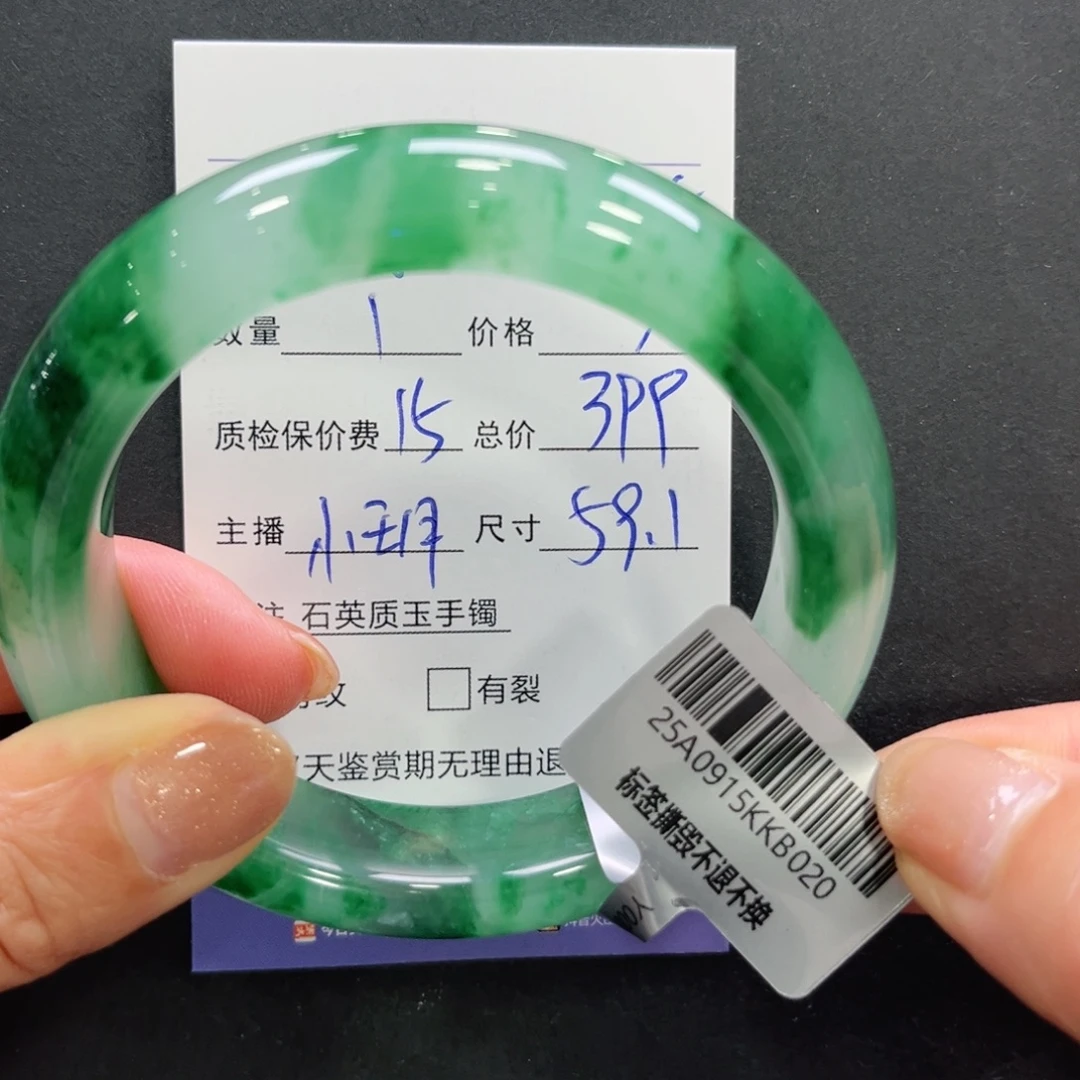 数量 1 价格
质检保价费 15 总价 399
主播 小玥 尺寸 59.1
石英质玉手镯
纹 有裂
天鉴赏期无理由退
25A0915KKB020
标签撕毁不退不换